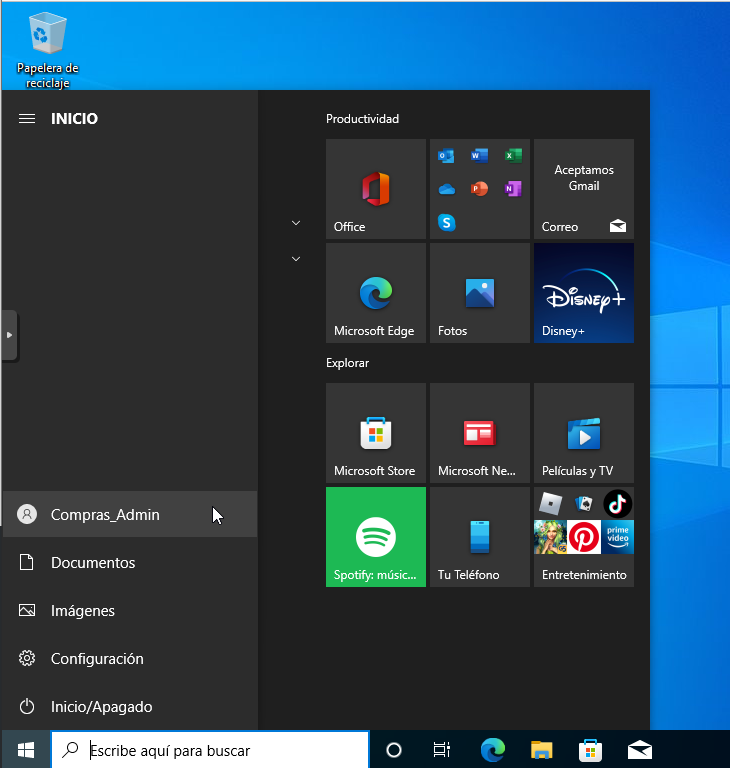 Papelera de
reciclaje
INICIO
Productividad
Office
Aceptamos
Gmail
Correo
Microsoft Edge
Fotos
Disney+
Disney+
Explorar
Microsoft Store
Microsoft Ne...
Películas y TV
Spotify: músic...
Tu Teléfono
prime
video
Entretenimiento
Compras_Admin
Documentos
Imágenes
Configuración
Inicio/Apagado
Escribe aquí para buscar